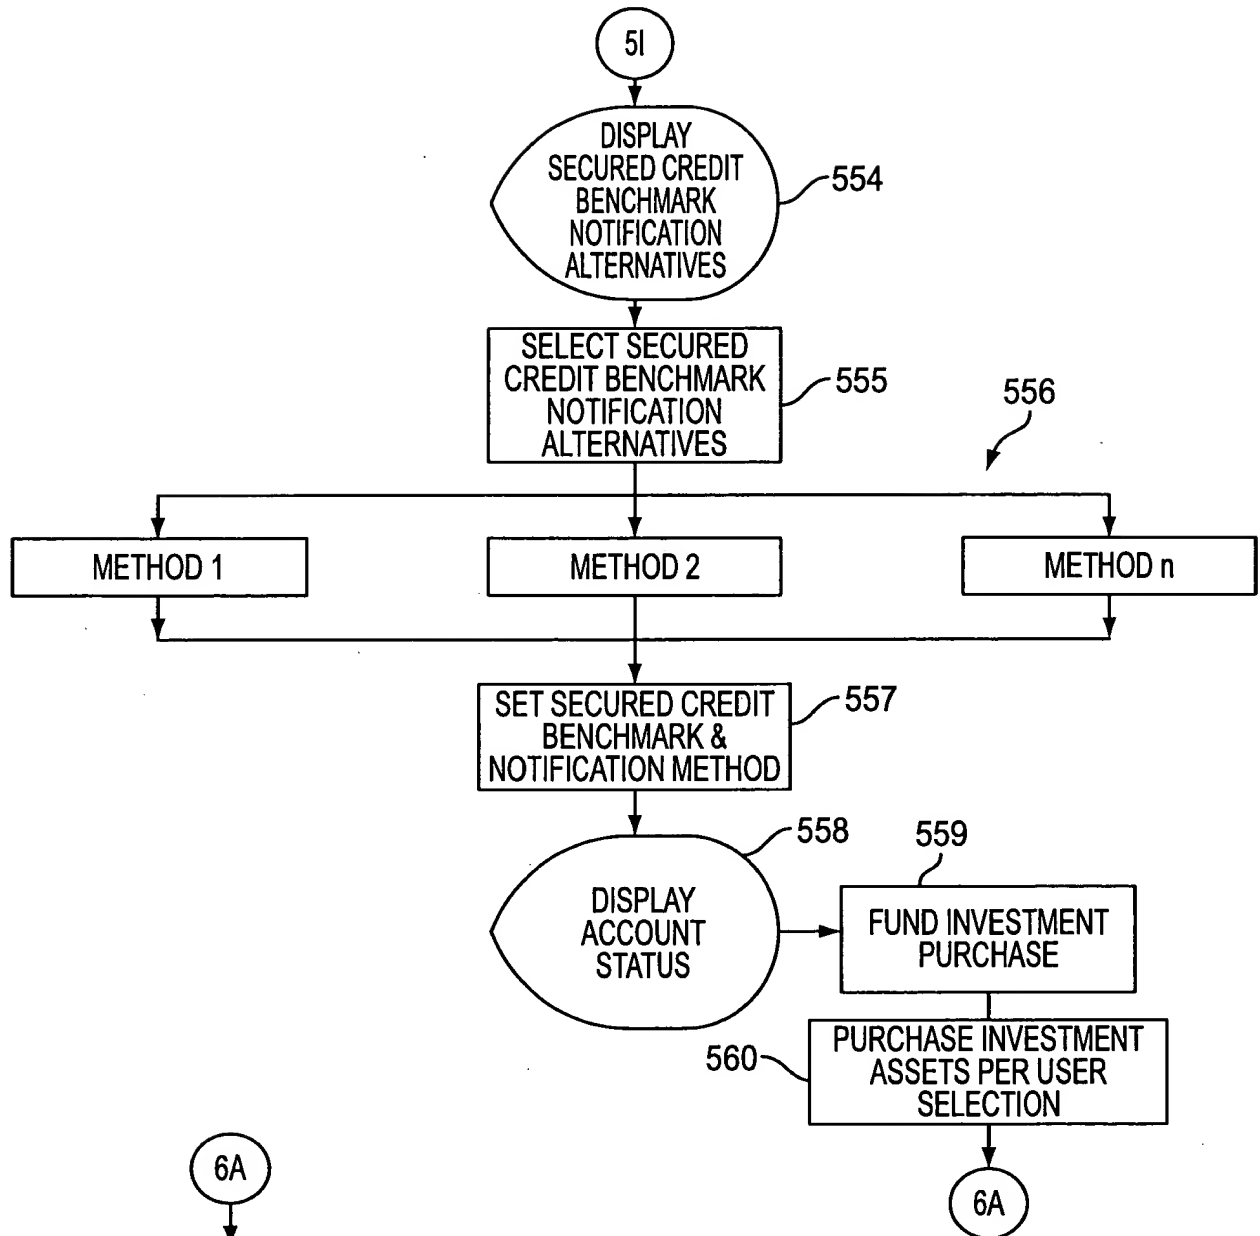 5I
DISPLAY
SECURED CREDIT
BENCHMARK
NOTIFICATION
ALTERNATIVES
554
SELECT SECURED
CREDIT BENCHMARK
NOTIFICATION
ALTERNATIVES
555
556
METHOD 1
METHOD 2
METHOD n
SET SECURED CREDIT
BENCHMARK &
NOTIFICATION METHOD
557
558
DISPLAY
ACCOUNT
STATUS
559
FUND INVESTMENT
PURCHASE
560
PURCHASE INVESTMENT
ASSETS PER USER
SELECTION
6A
6A